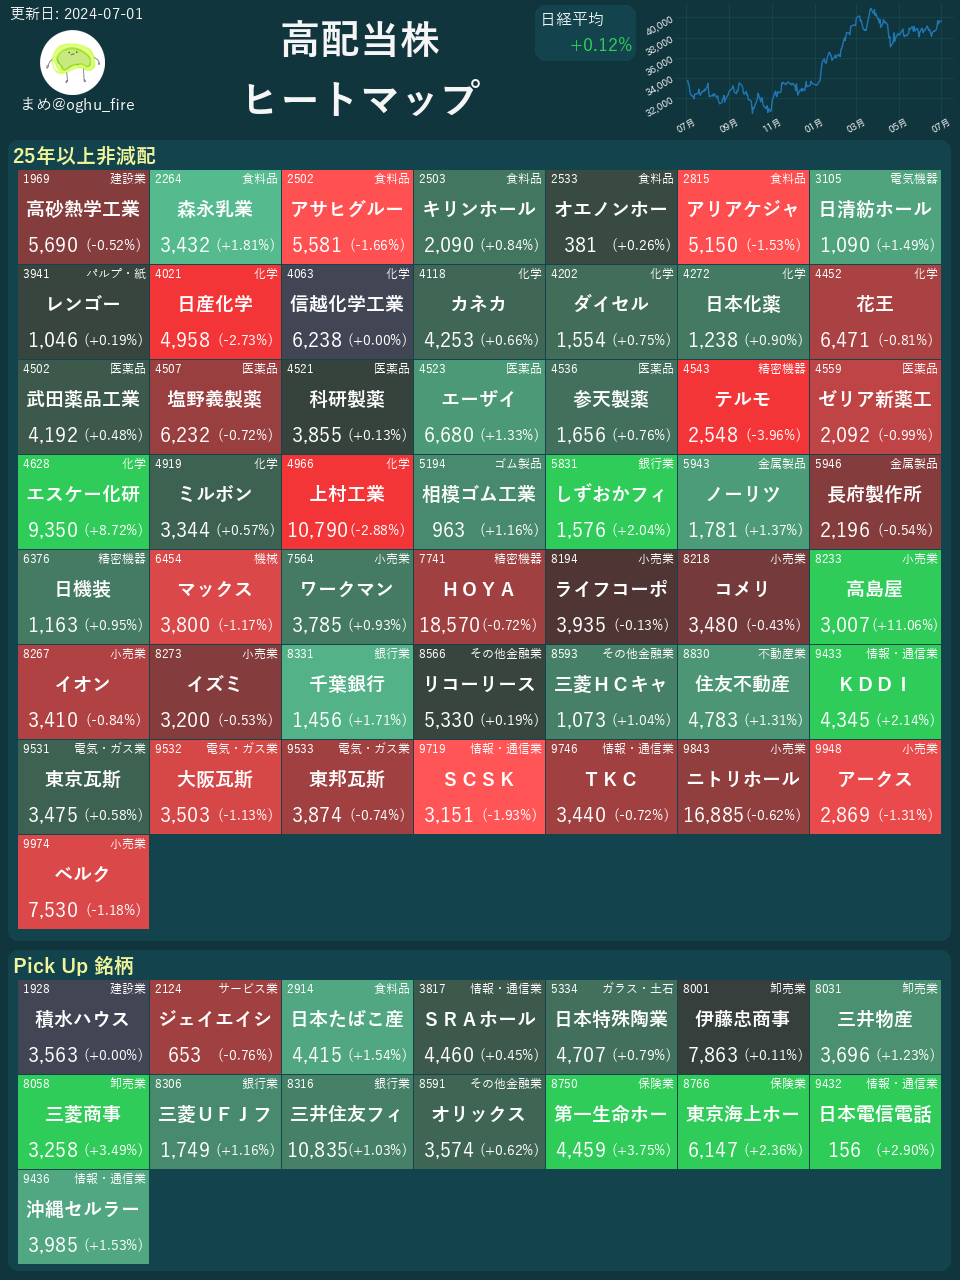 更新日: 2024-07-01
まめ@oghu_fire
高配当株
ヒートマップ
日経平均
+0.12%
40,000
38,000
36,000
34,000
32,000
07月 09月 11月 01月 03月 05月 07月
25年以上非減配
1969 建設業 2264 食料品 2502 食料品 2503 食料品 2533 食料品 2815 食料品 3105 電気機器
高砂熱学工業 森永乳業 アサヒグルー キリンホール オエノンホー アリアケジャ 日清紡ホール
5,690 (-0.52%) 3,432 (+1.81%) 5,581 (-1.66%) 2,090 (+0.84%) 381 (+0.26%) 5,150 (-1.53%) 1,090 (+1.49%)
3941 パルプ・紙 4021 化学 4063 化学 4118 化学 4202 化学 4272 化学 4452 化学
レンゴー 日産化学 信越化学工業 カネカ ダイセル 日本化薬 花王
1,046 (+0.19%) 4,958 (-2.73%) 6,238 (+0.00%) 4,253 (+0.66%) 1,554 (+0.75%) 1,238 (+0.90%) 6,471 (-0.81%)
4502 医薬品 4507 医薬品 4521 医薬品 4523 医薬品 4536 医薬品 4543 精密機器 4559 医薬品
武田薬品工業 塩野義製薬 科研製薬 エーザイ 参天製薬 テルモ ゼリア新薬工
4,192 (+0.48%) 6,232 (-0.72%) 3,855 (+0.13%) 6,680 (+1.33%) 1,656 (+0.76%) 2,548 (-3.96%) 2,092 (-0.99%)
4628 化学 4919 化学 4966 化学 5194 ゴム製品 5831 銀行業 5943 金属製品 5946 金属製品
エスケー化研 ミルボン 上村工業 相模ゴム工業 しずおかフィ ノーリツ 長府製作所
9,350 (+8.72%) 3,344 (+0.57%) 10,790 (-2.88%) 963 (+1.16%) 1,576 (+2.04%) 1,781 (+1.37%) 2,196 (-0.54%)
6376 精密機器 6454 機械 7564 小売業 7741 精密機器 8194 小売業 8218 小売業 8233 小売業
日機装 マックス ワークマン ＨＯＹＡ ライフコーポ コメリ 高島屋
1,163 (+0.95%) 3,800 (-1.17%) 3,785 (+0.93%) 18,570 (-0.72%) 3,935 (-0.13%) 3,480 (-0.43%) 3,007 (+11.06%)
8267 小売業 8273 小売業 8331 銀行業 8566 その他金融業 8593 その他金融業 8830 不動産業 9433 情報・通信業
イオン イズミ 千葉銀行 リコーリース 三菱ＨＣキャ 住友不動産 ＫＤＤＩ
3,410 (-0.84%) 3,200 (-0.53%) 1,456 (+1.71%) 5,330 (+0.19%) 1,073 (+1.04%) 4,783 (+1.31%) 4,345 (+2.14%)
9531 電気・ガス業 9532 電気・ガス業 9533 電気・ガス業 9719 情報・通信業 9746 情報・通信業 9843 小売業 9948 小売業
東京瓦斯 大阪瓦斯 東邦瓦斯 ＳＣＳＫ ＴＫＣ ニトリホール アークス
3,475 (+0.58%) 3,503 (-1.13%) 3,874 (-0.74%) 3,151 (-1.93%) 3,440 (-0.72%) 16,885 (-0.62%) 2,869 (-1.31%)
9974 小売業
ベルク
7,530 (-1.18%)
Pick Up 銘柄
1928 建設業 2124 サービス業 2914 食料品 3817 情報・通信業 5334 ガラス・土石 8001 卸売業 8031 卸売業
積水ハウス ジェイエイシ 日本たばこ産 ＳＲＡホール 日本特殊陶業 伊藤忠商事 三井物産
3,563 (+0.00%) 653 (-0.76%) 4,415 (+1.54%) 4,460 (+0.45%) 4,707 (+0.79%) 7,863 (+0.11%) 3,696 (+1.23%)
8058 卸売業 8306 銀行業 8316 銀行業 8591 その他金融業 8750 保険業 8766 保険業 9432 情報・通信業
三菱商事 三菱ＵＦＪフ 三井住友フィ オリックス 第一生命ホー 東京海上ホー 日本電信電話
3,258 (+3.49%) 1,749 (+1.16%) 10,835 (+1.03%) 3,574 (+0.62%) 4,459 (+3.75%) 6,147 (+2.36%) 156 (+2.90%)
9436 情報・通信業
沖縄セルラー
3,985 (+1.53%)